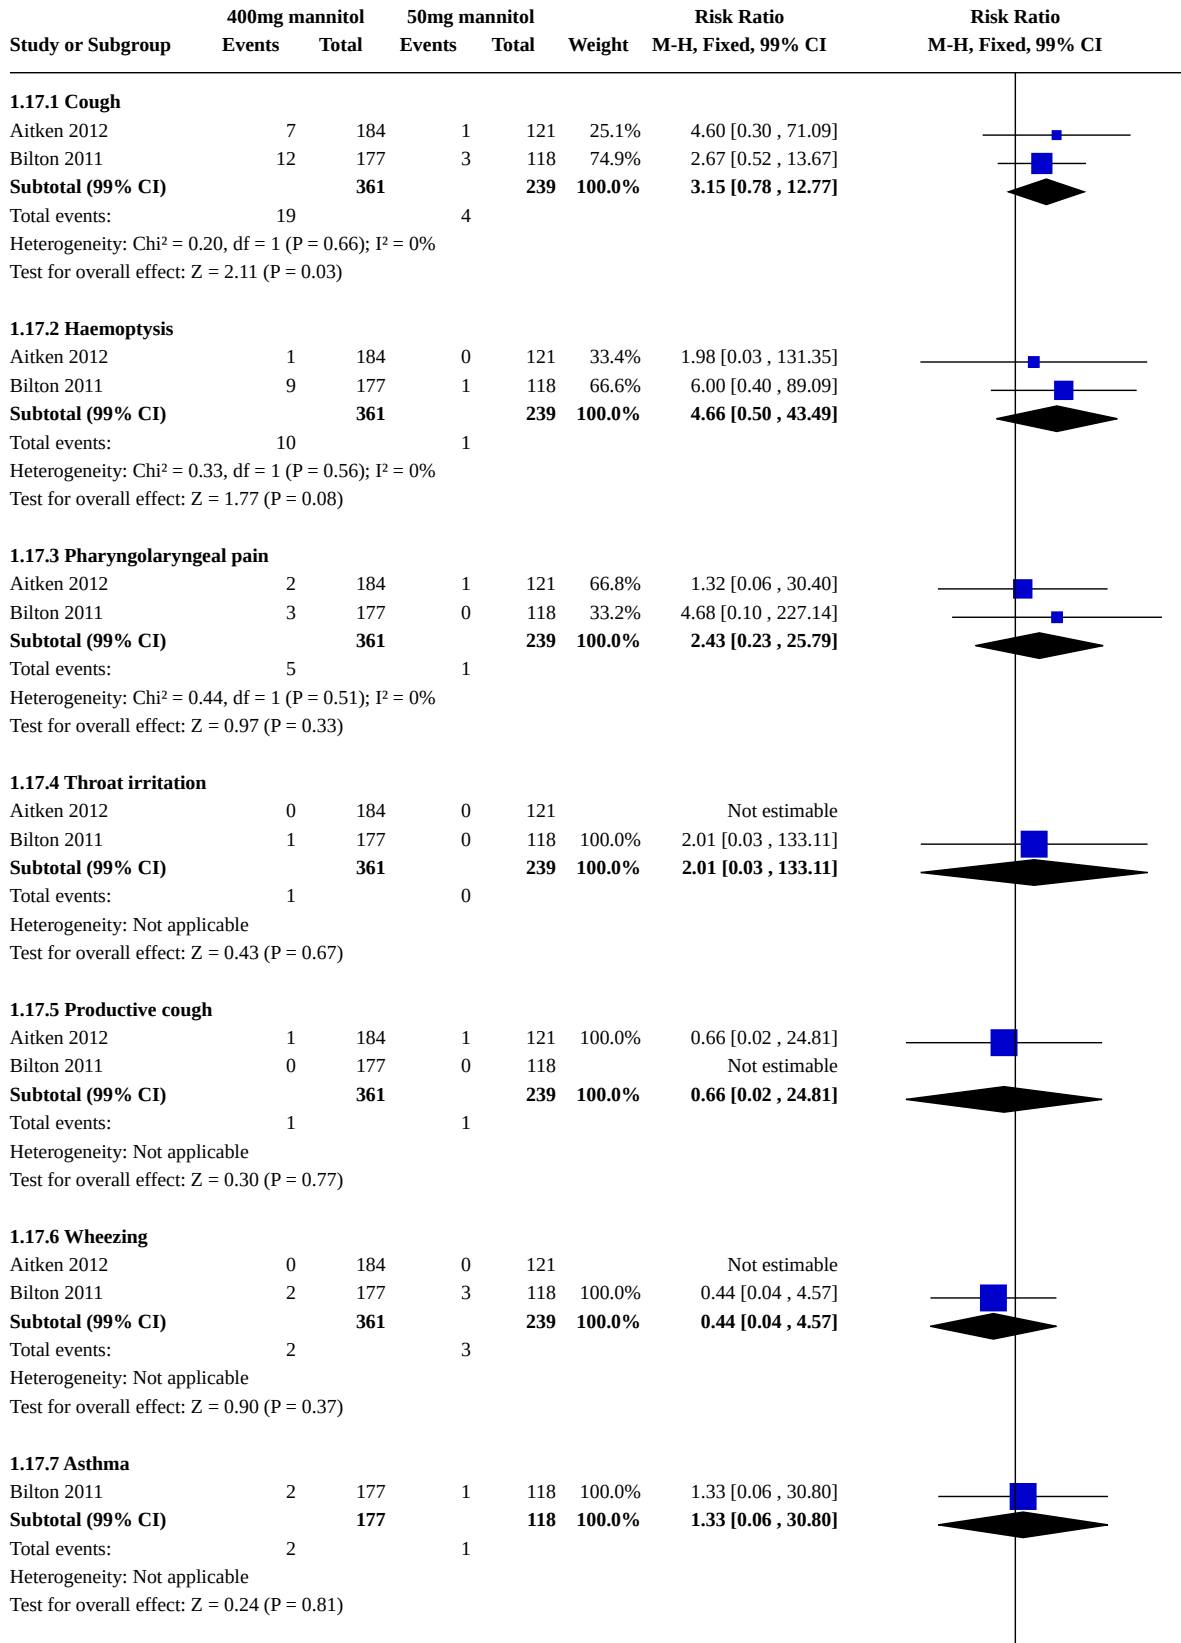 400mg mannitol 50mg mannitol Risk Ratio Risk Ratio
Study or Subgroup Events Total Events Total Weight M-H, Fixed, 99% CI M-H, Fixed, 99% CI
1.17.1 Cough
Aitken 2012 7 184 1 121 25.1% 4.60 [0.30 , 71.09]
Bilton 2011 12 177 3 118 74.9% 2.67 [0.52 , 13.67]
Subtotal (99% CI) 361 239 100.0% 3.15 [0.78 , 12.77]
Total events: 19 4
Heterogeneity: Chi² = 0.20, df = 1 (P = 0.66); I² = 0%
Test for overall effect: Z = 2.11 (P = 0.03)
1.17.2 Haemoptysis
Aitken 2012 1 184 0 121 33.4% 1.98 [0.03 , 131.35]
Bilton 2011 9 177 1 118 66.6% 6.00 [0.40 , 89.09]
Subtotal (99% CI) 361 239 100.0% 4.66 [0.50 , 43.49]
Total events: 10 1
Heterogeneity: Chi² = 0.33, df = 1 (P = 0.56); I² = 0%
Test for overall effect: Z = 1.77 (P = 0.08)
1.17.3 Pharyngolaryngeal pain
Aitken 2012 2 184 1 121 66.8% 1.32 [0.06 , 30.40]
Bilton 2011 3 177 0 118 33.2% 4.68 [0.10 , 227.14]
Subtotal (99% CI) 361 239 100.0% 2.43 [0.23 , 25.79]
Total events: 5 1
Heterogeneity: Chi² = 0.44, df = 1 (P = 0.51); I² = 0%
Test for overall effect: Z = 0.97 (P = 0.33)
1.17.4 Throat irritation
Aitken 2012 0 184 0 121 Not estimable
Bilton 2011 1 177 0 118 100.0% 2.01 [0.03 , 133.11]
Subtotal (99% CI) 361 239 100.0% 2.01 [0.03 , 133.11]
Total events: 1 0
Heterogeneity: Not applicable
Test for overall effect: Z = 0.43 (P = 0.67)
1.17.5 Productive cough
Aitken 2012 1 184 1 121 100.0% 0.66 [0.02 , 24.81]
Bilton 2011 0 177 0 118 Not estimable
Subtotal (99% CI) 361 239 100.0% 0.66 [0.02 , 24.81]
Total events: 1 1
Heterogeneity: Not applicable
Test for overall effect: Z = 0.30 (P = 0.77)
1.17.6 Wheezing
Aitken 2012 0 184 0 121 Not estimable
Bilton 2011 2 177 3 118 100.0% 0.44 [0.04 , 4.57]
Subtotal (99% CI) 361 239 100.0% 0.44 [0.04 , 4.57]
Total events: 2 3
Heterogeneity: Not applicable
Test for overall effect: Z = 0.90 (P = 0.37)
1.17.7 Asthma
Bilton 2011 2 177 1 118 100.0% 1.33 [0.06 , 30.80]
Subtotal (99% CI) 177 118 100.0% 1.33 [0.06 , 30.80]
Total events: 2 1
Heterogeneity: Not applicable
Test for overall effect: Z = 0.24 (P = 0.81)